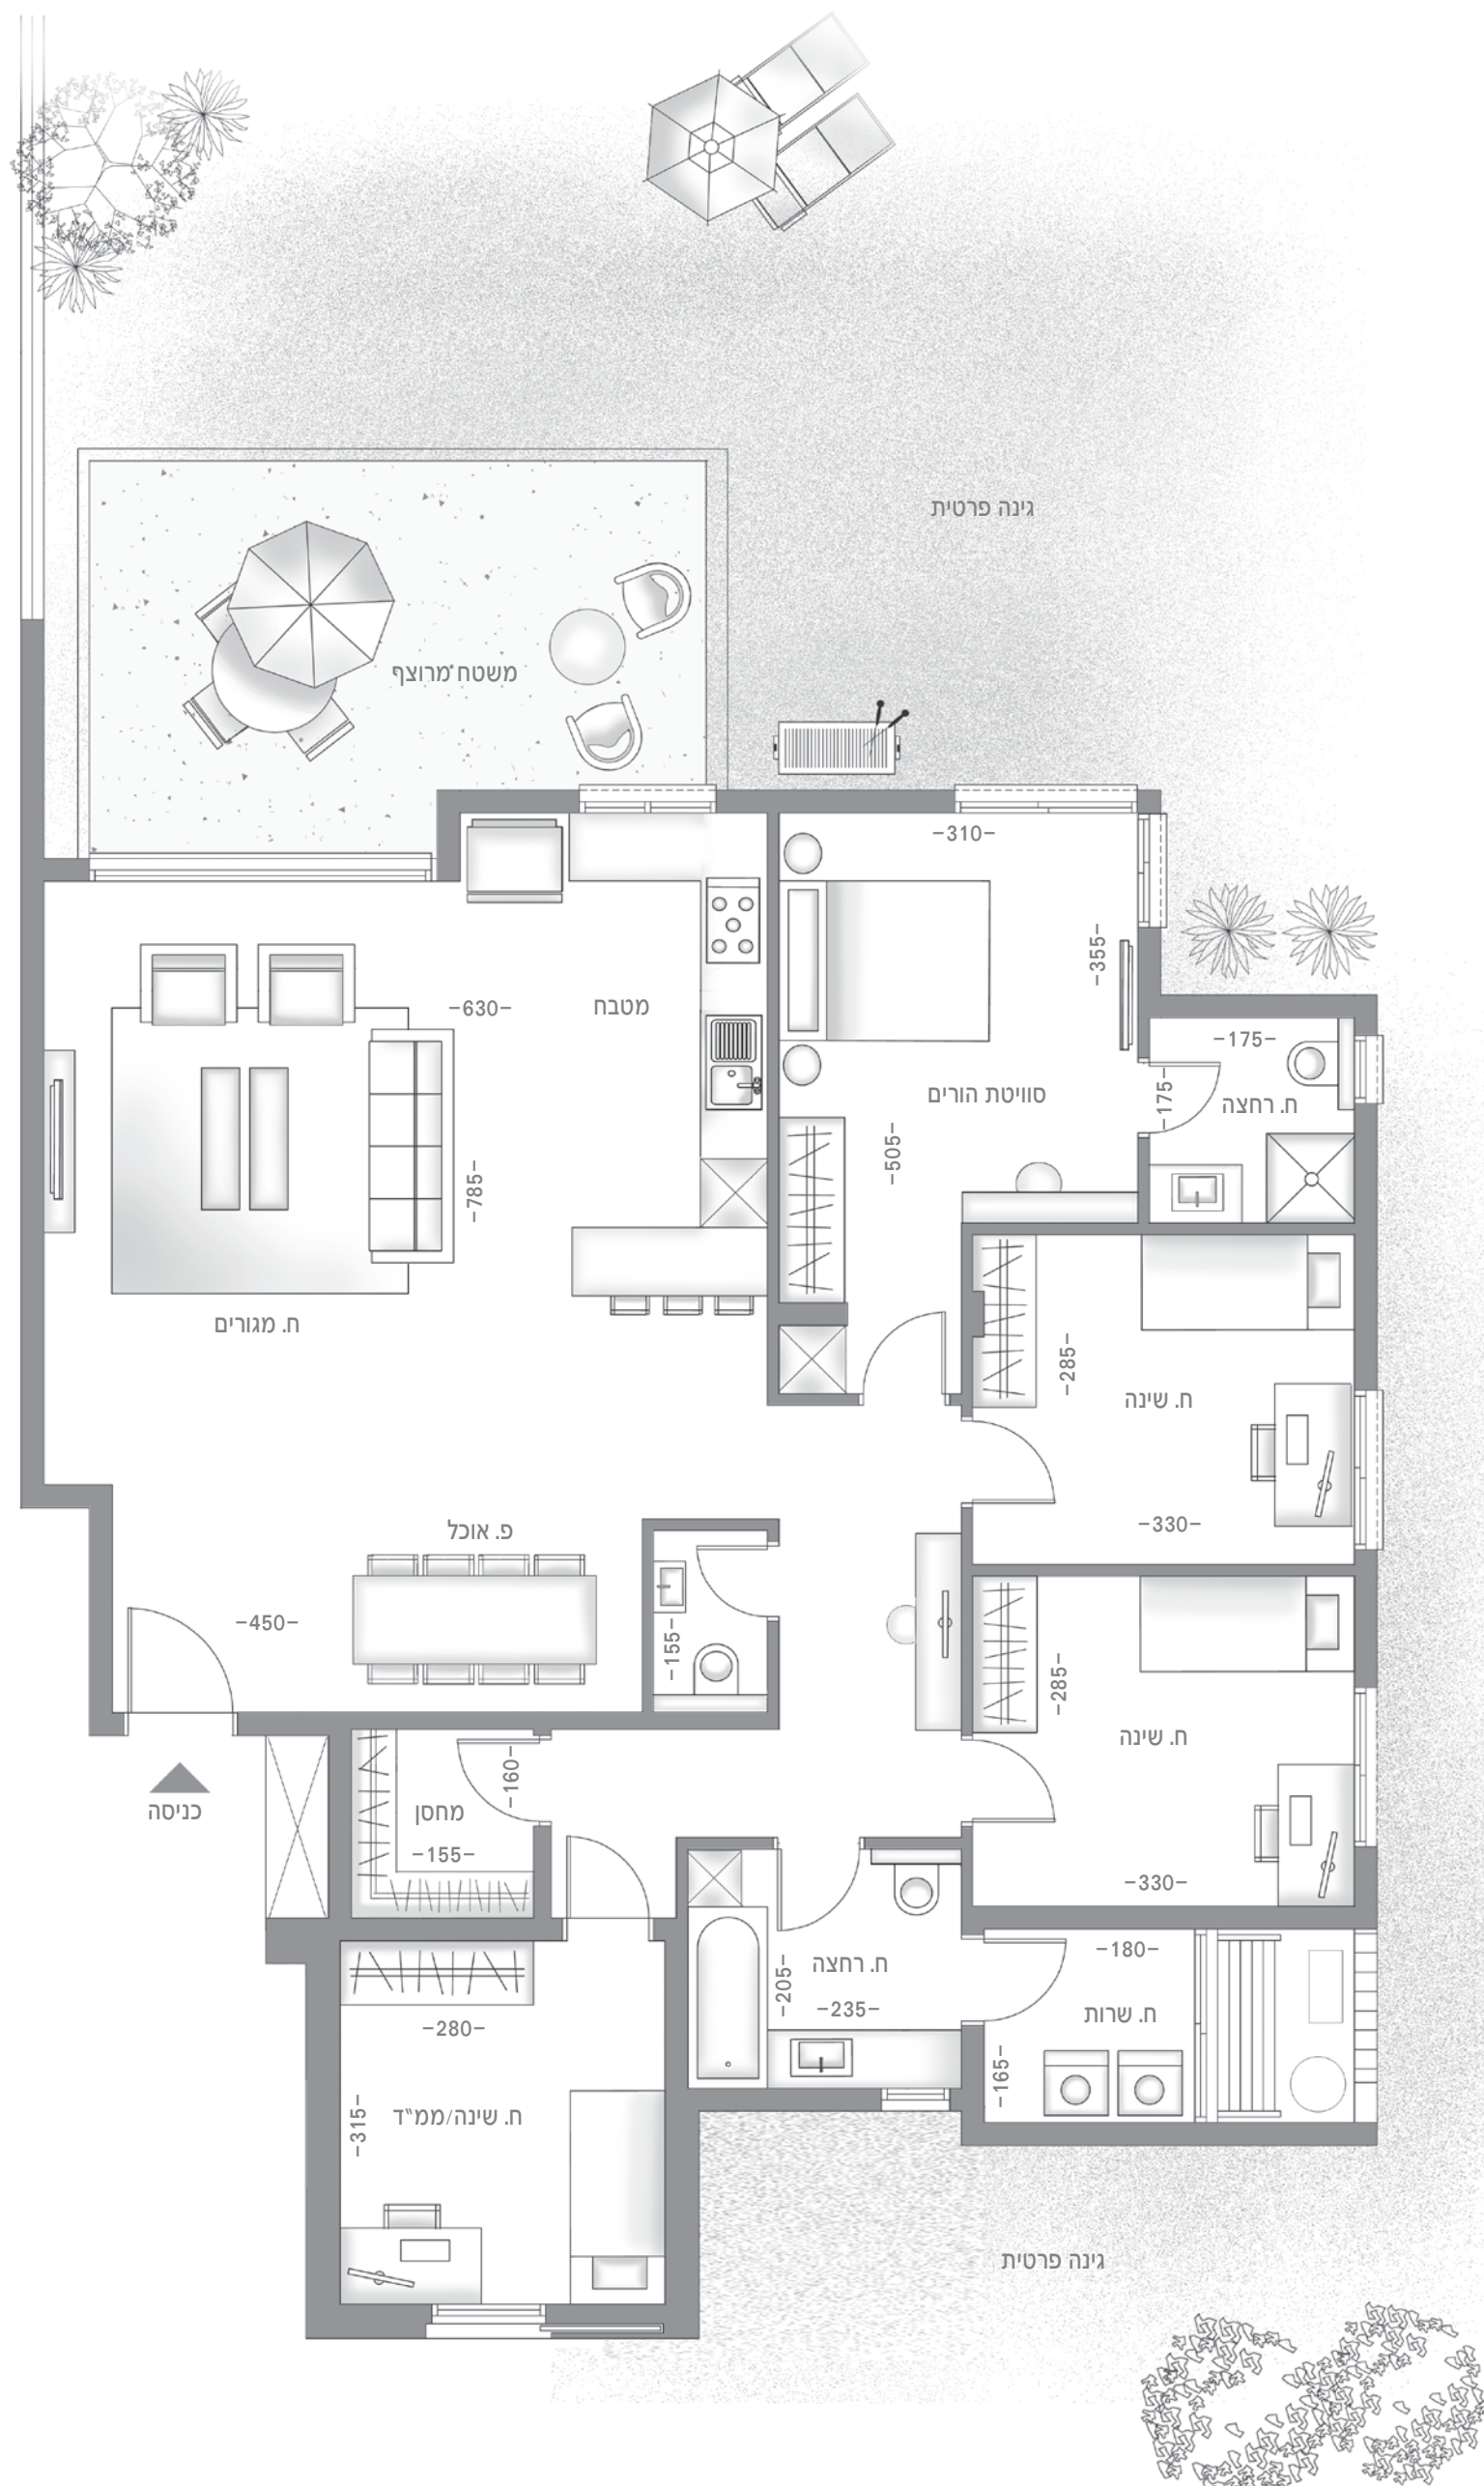 גינה פרטית
משטח מרוצף
-310-
-355-
-630-
מטבח
-175-
סוויטת הורים
-175-
ח. רחצה
-505-
-785-
ח. מגורים
-285-
ח. שינה
-330-
פ. אוכל
-450-
-155-
-285-
ח. שינה
-160-
כניסה
מחסן
-155-
-330-
-180-
ח. רחצה
-205-
-235-
ח. שרות
-165-
-280-
ח. שינה/ממ"ד
-315-
גינה פרטית